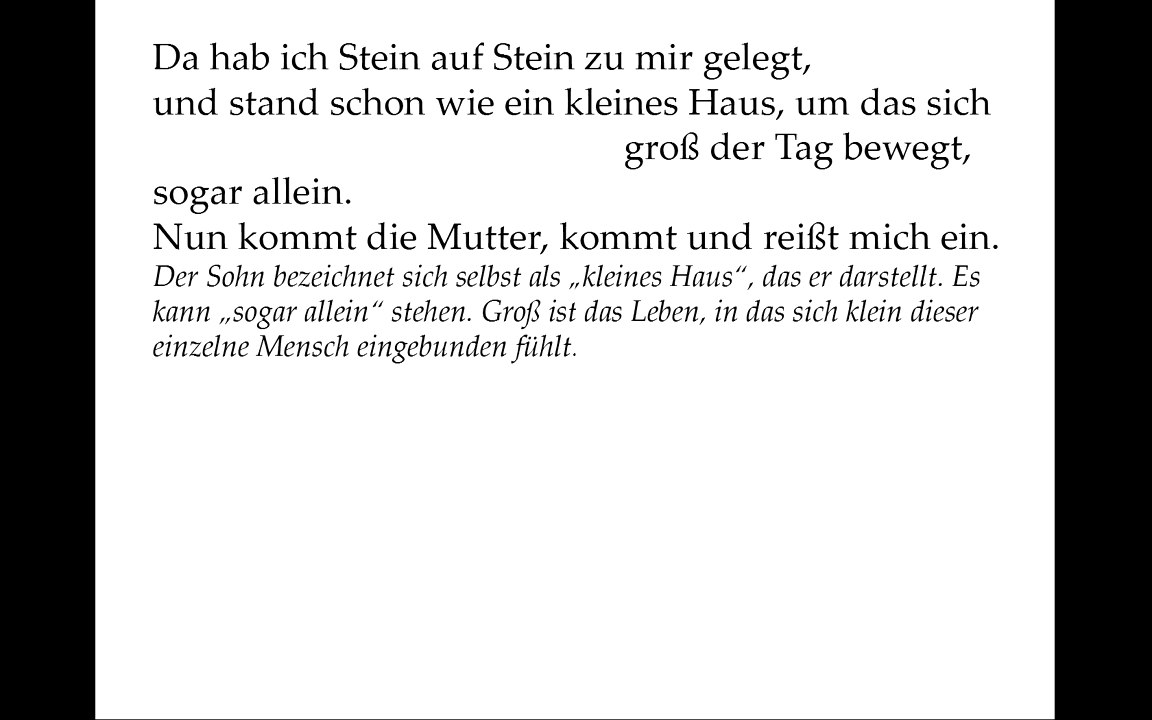 Da hab ich Stein auf Stein zu mir gelegt,
und stand schon wie ein kleines Haus, um das sich
groß der Tag bewegt,
sogar allein.
Nun kommt die Mutter, kommt und reißt mich ein.
Der Sohn bezeichnet sich selbst als „kleines Haus“, das er darstellt. Es
kann „sogar allein“ stehen. Groß ist das Leben, in das sich klein dieser
einzelne Mensch eingebunden fühlt.